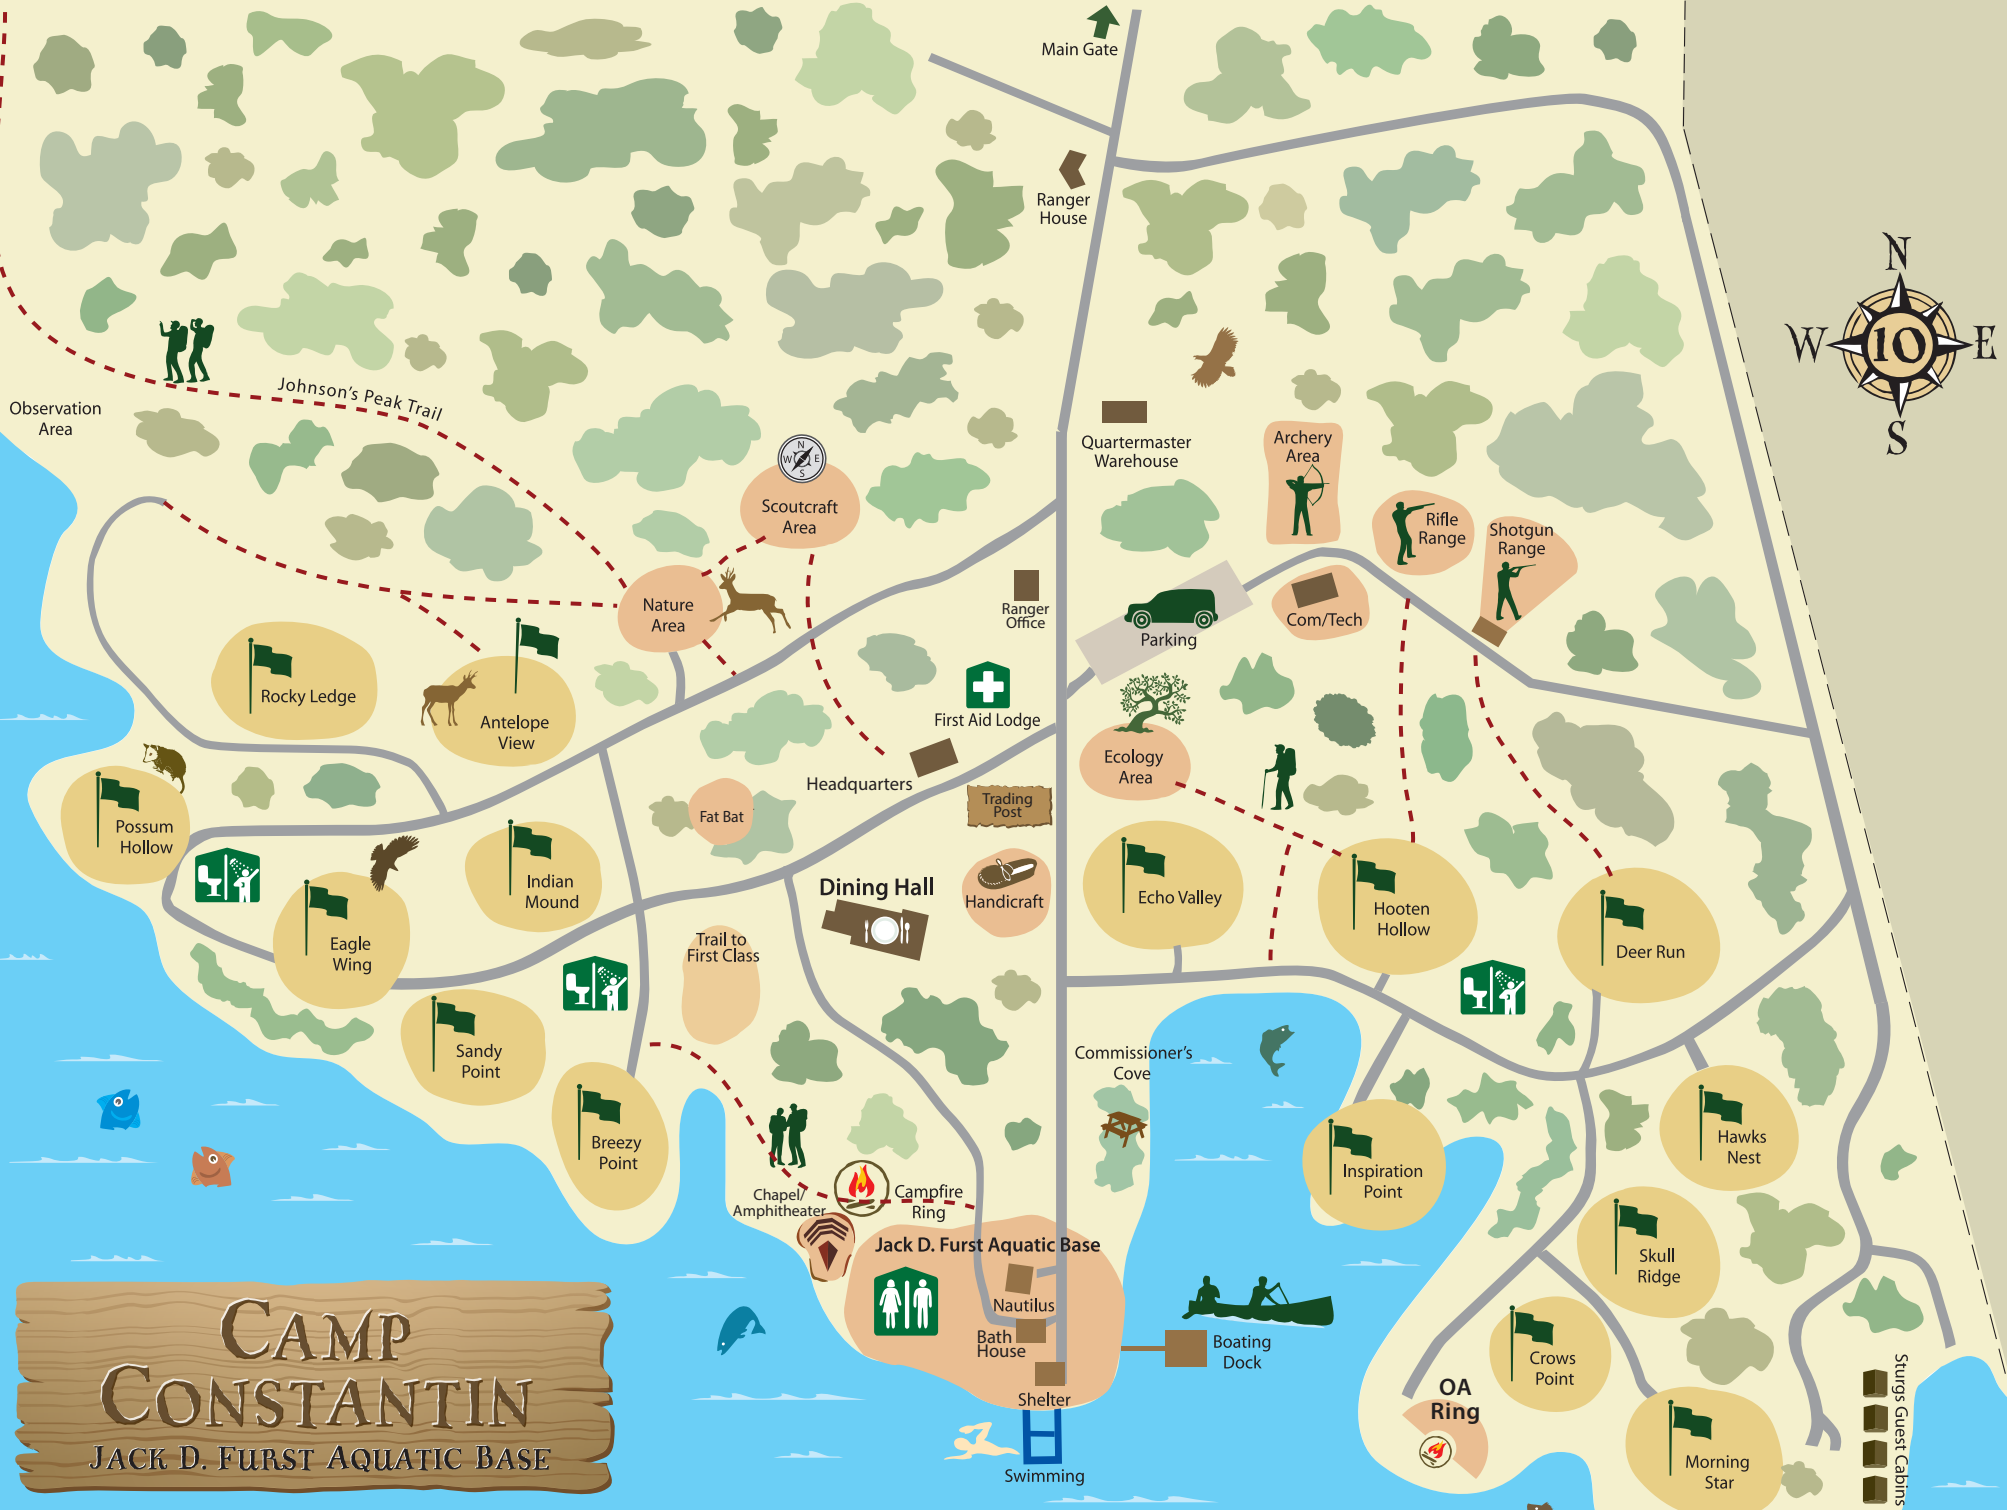 Main Gate
Ranger
House
N
W
10
E
S
Johnson's Peak Trail
Observation
Area
Quartermaster
Warehouse
Archery
Area
N
W
E
S
Scoutcraft
Area
Rifle
Range
Shotgun
Range
Nature
Area
Ranger
Office
Parking
Com/Tech
Rocky Ledge
Antelope
View
First Aid Lodge
Ecology
Area
Headquarters
Trading
Post
Possum
Hollow
Fat Bat
Indian
Mound
Dining Hall
Handicraft
Echo Valley
Hooten
Hollow
Deer Run
Eagle
Wing
Trail to
First Class
Sandy
Point
Commissioner's
Cove
Breezy
Point
Hawks
Nest
Inspiration
Point
Chapel/
Amphitheater
Campfire
Ring
Jack D. Furst Aquatic Base
Skull
Ridge
Nautilus
Bath
House
Boating
Dock
Crows
Point
Shelter
OA
Ring
Sturgs Guest Cabins
Swimming
Morning
Star
Camp
Constantin
Jack D. Furst Aquatic Base